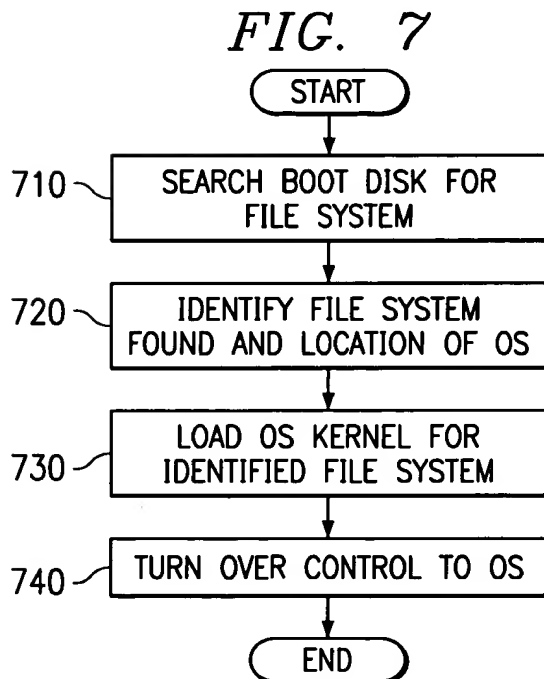 FIG. 7
START
710
SEARCH BOOT DISK FOR
FILE SYSTEM
720
IDENTIFY FILE SYSTEM
FOUND AND LOCATION OF OS
730
LOAD OS KERNEL FOR
IDENTIFIED FILE SYSTEM
740
TURN OVER CONTROL TO OS
END